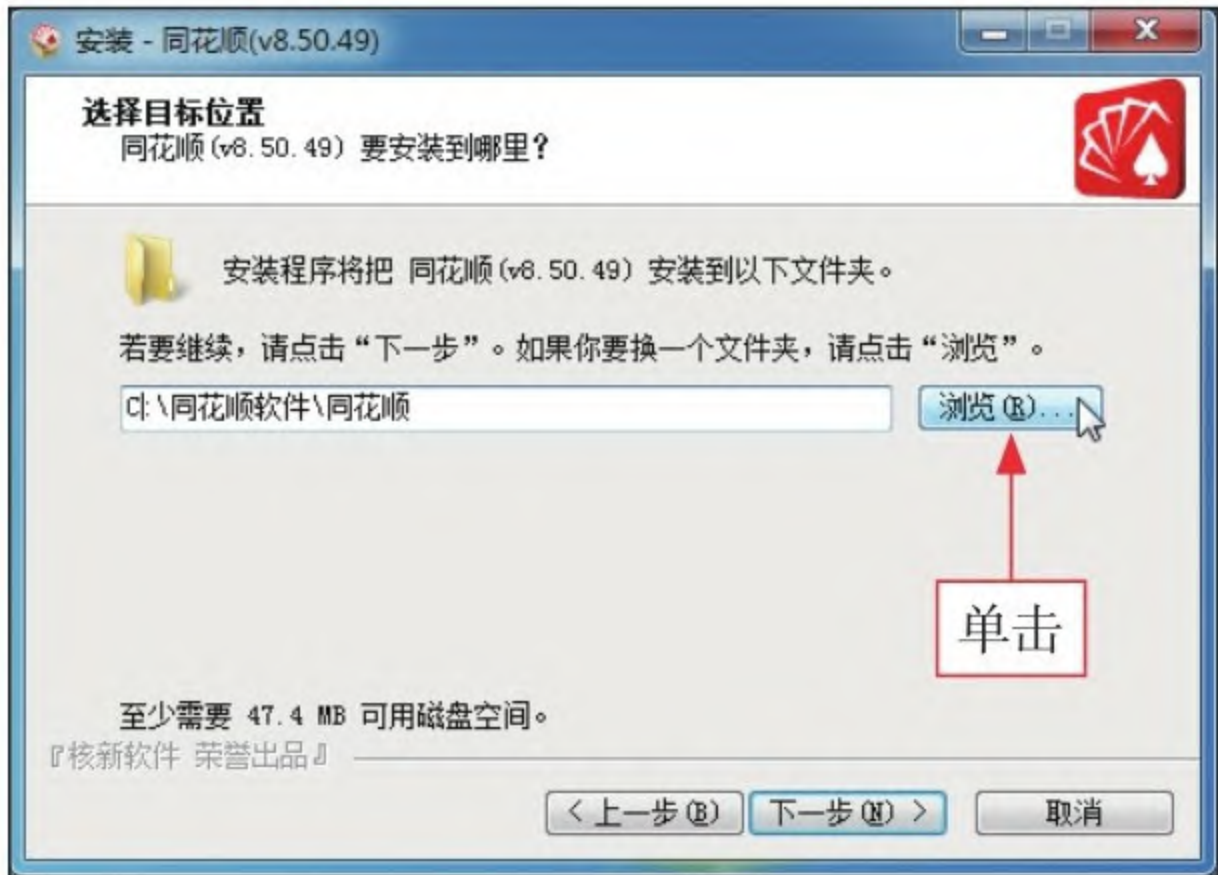 安装 - 同花顺(v8.50.49)
选择目标位置
同花顺(v8.50.49) 要安装到哪里?
安装程序将把 同花顺(v8.50.49) 安装到以下文件夹。
若要继续,请点击“下一步”。如果你要换一个文件夹,请点击“浏览”。
C:\同花顺软件\同花顺
浏览(R)...
单击
至少需要 47.4 MB 可用磁盘空间。
『核新软件 荣誉出品』
<上一步(B)
下一步(N)>
取消